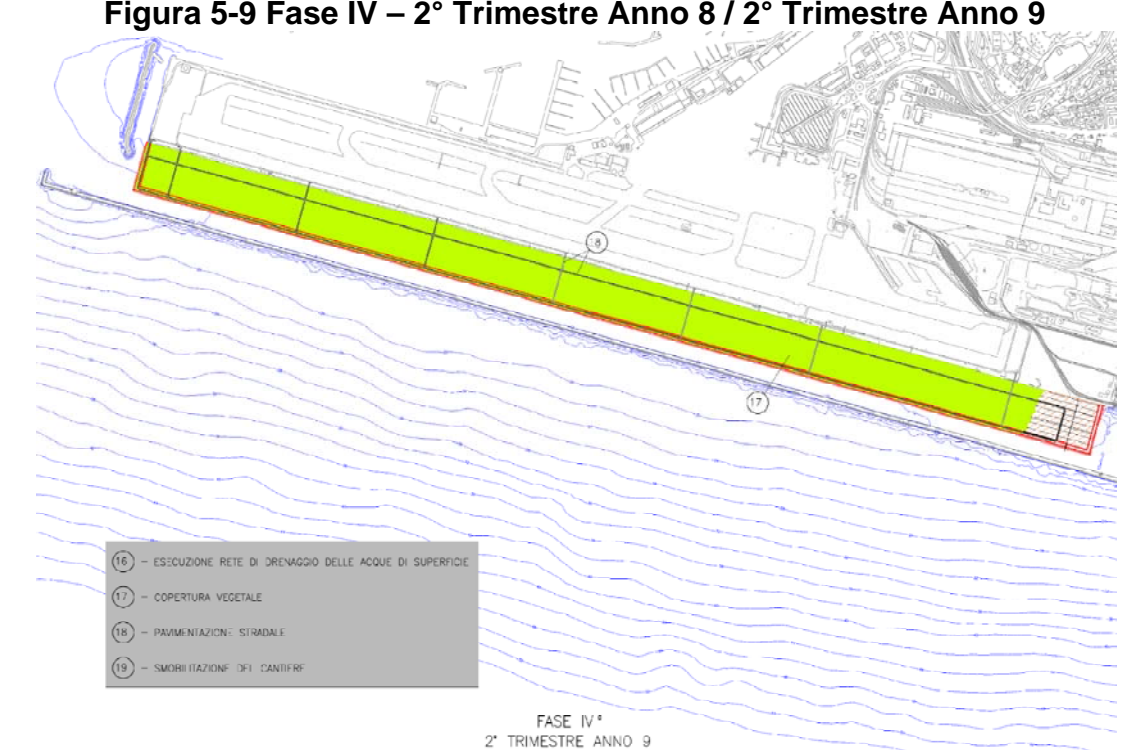 Figura 5-9 Fase IV – 2° Trimestre Anno 8 / 2° Trimestre Anno 9
18
17
16 – ESECUZIONE RETE DI DRENAGGIO DELLE ACQUE DI SUPERFICIE
17 – COPERTURA VEGETALE
18 – PAVIMENTAZIONE STRADALE
19 – SMOBILITAZIONE DEL CANTIERE
FASE IV°
2° TRIMESTRE ANNO 9